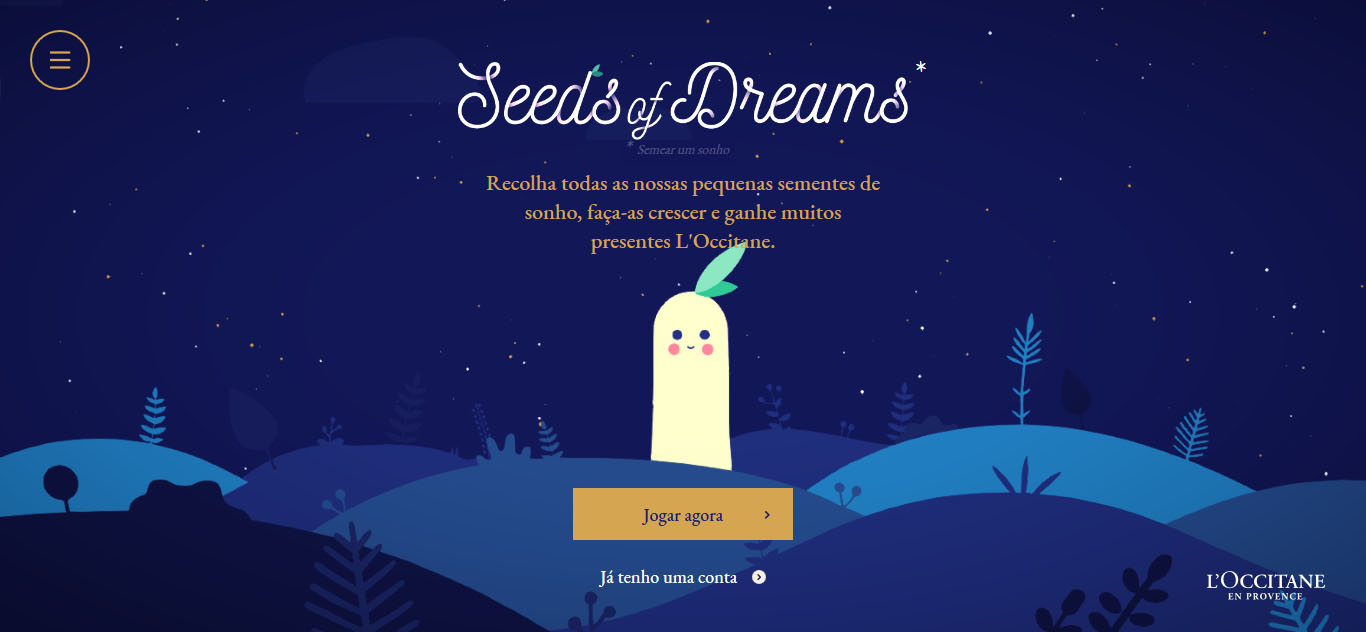 Seeds of Dreams*
* Semear um sonho
Recolha todas as nossas pequenas sementes de
sonho, faça-as crescer e ganhe muitos
presentes L'Occitane.
Jogar agora
Já tenho uma conta
L'OCCITANE
EN PROVENCE